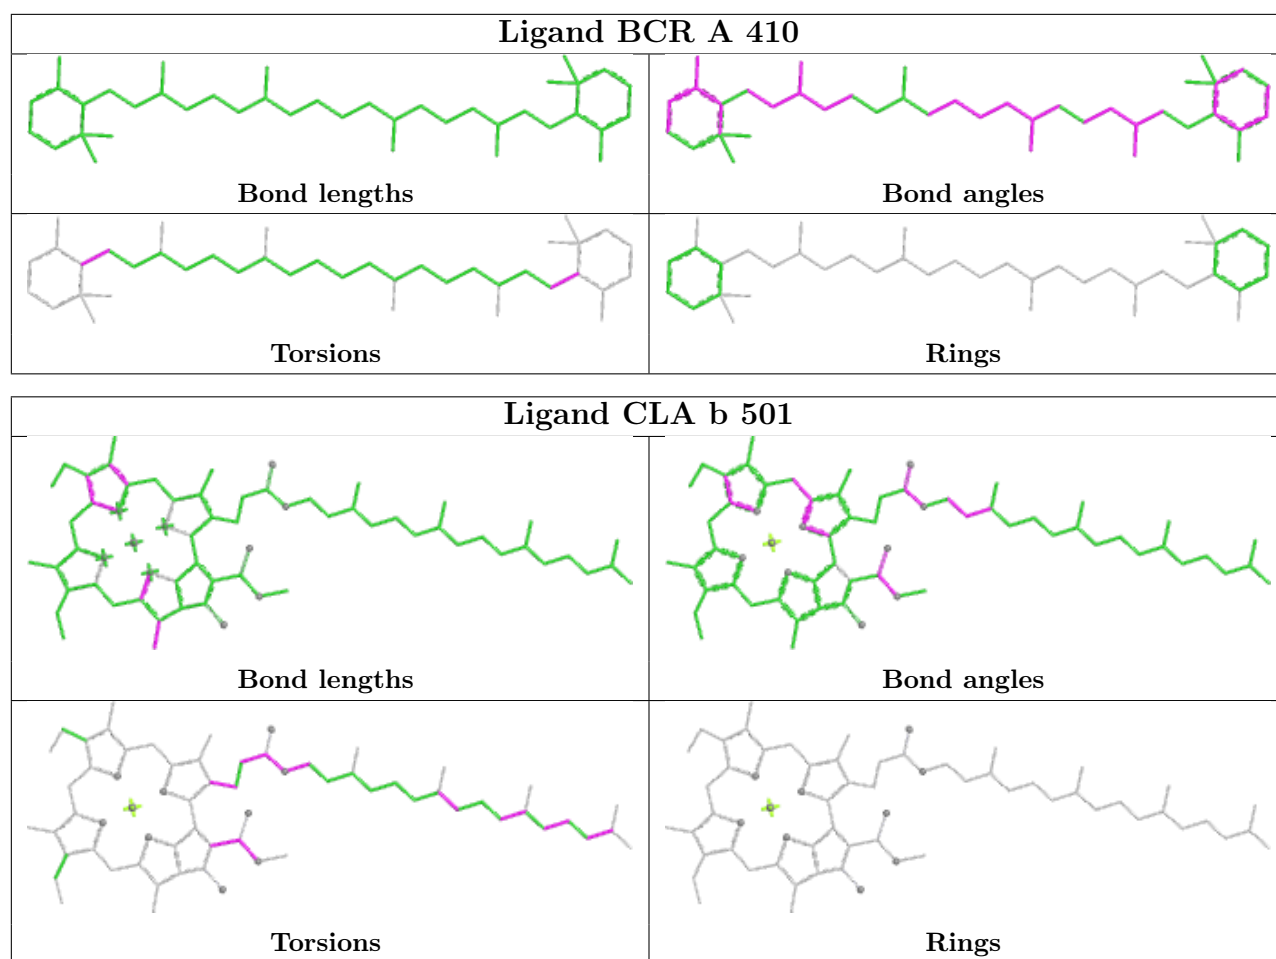 Ligand BCR A 410
Bond lengths
Bond angles
Torsions
Rings
Ligand CLA b 501
Bond lengths
Bond angles
Torsions
Rings